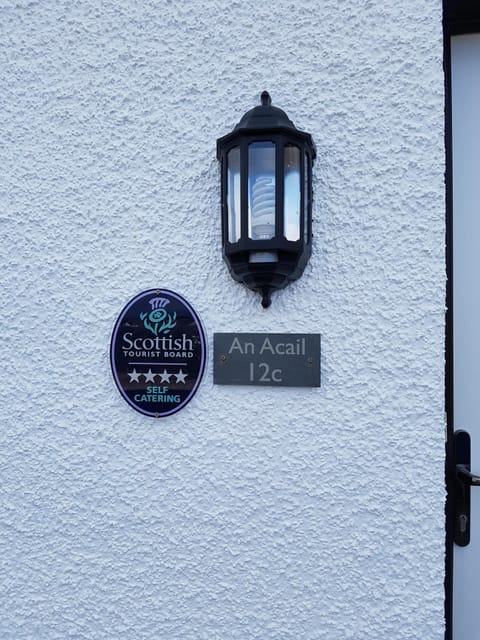 Scottish
TOURIST BOARD
★★★★
SELF
CATERING
An Acail
12c